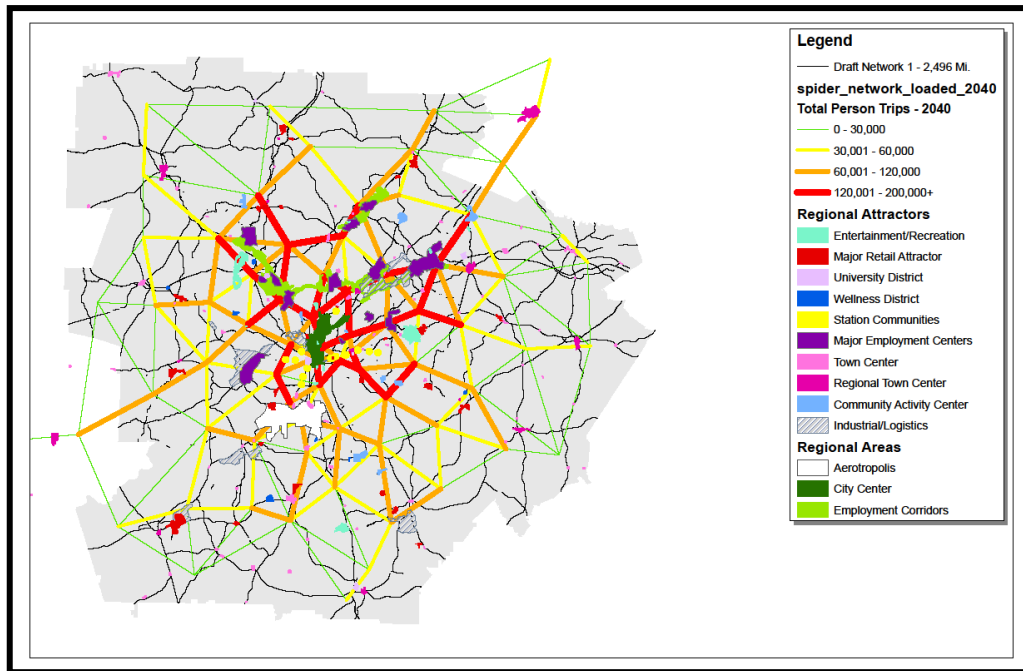 Legend
Draft Network 1 - 2,496 Mi.
spider_network_loaded_2040
Total Person Trips - 2040
0 - 30,000
30,001 - 60,000
60,001 - 120,000
120,001 - 200,000+
Regional Attractors
Entertainment/Recreation
Major Retail Attractor
University District
Wellness District
Station Communities
Major Employment Centers
Town Center
Regional Town Center
Community Activity Center
Industrial/Logistics
Regional Areas
Aerotropolis
City Center
Employment Corridors